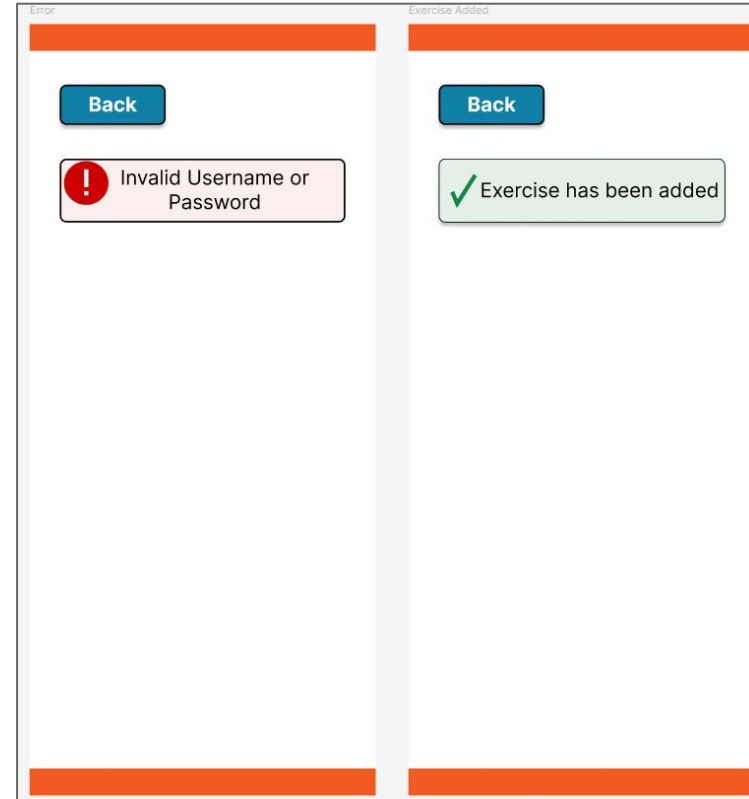 Error
Exercise Added
Back
Back
! Invalid Username or
Password
Exercise has been added